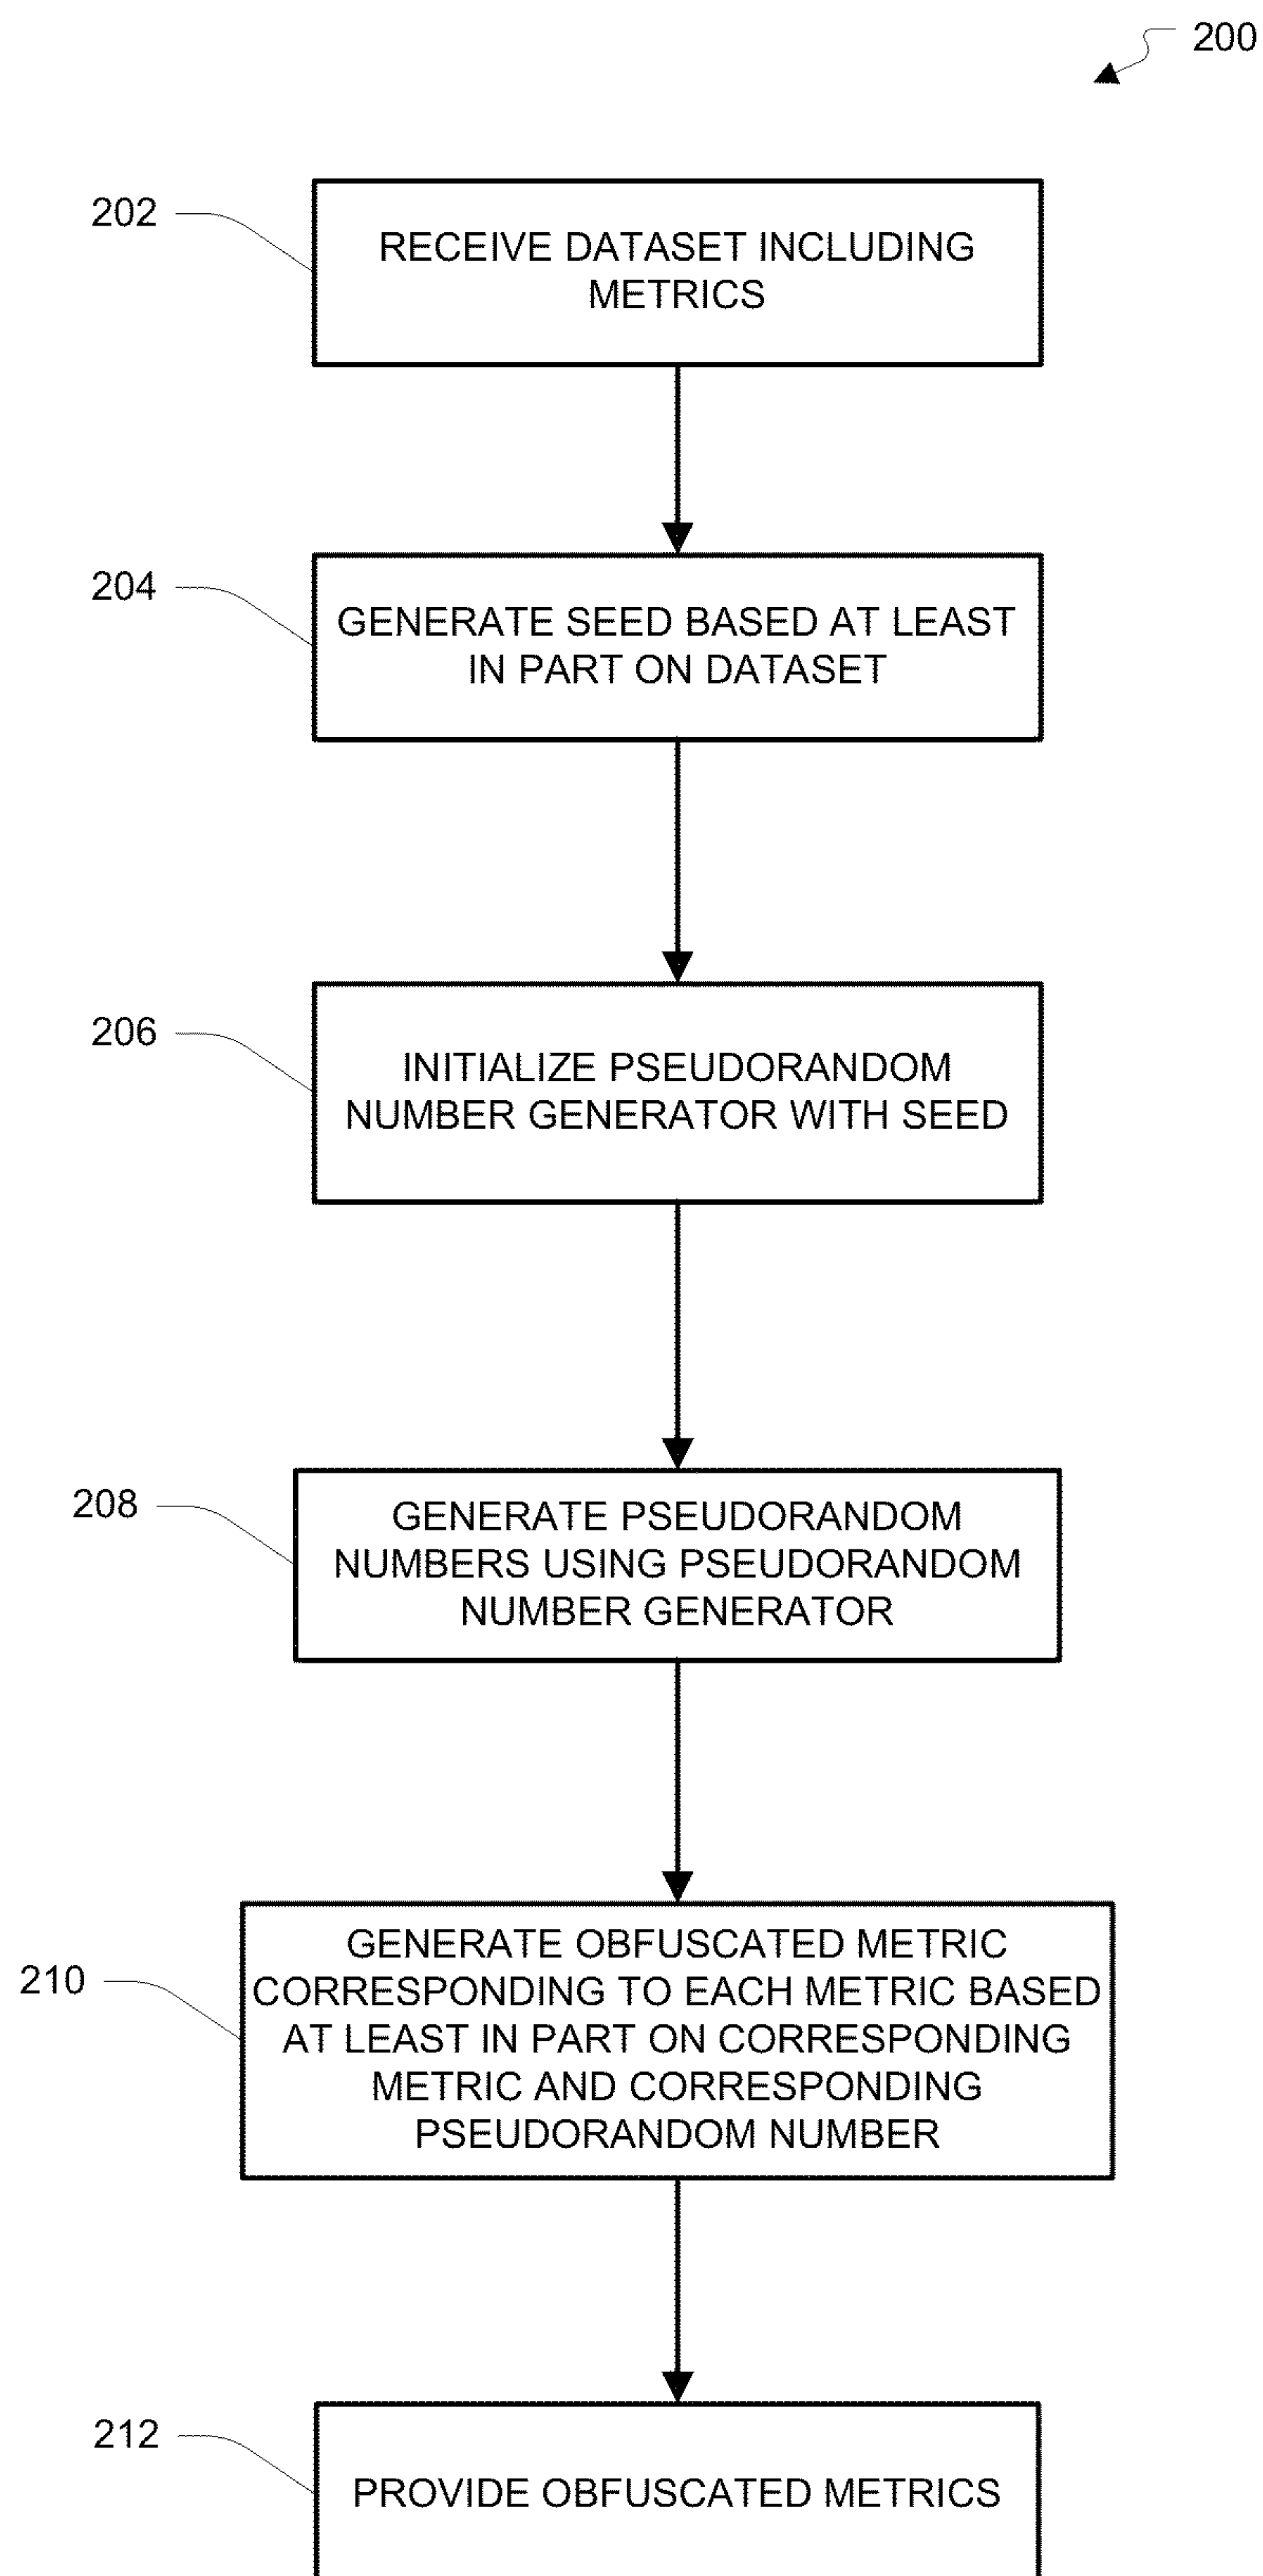 200
202
RECEIVE DATASET INCLUDING
METRICS
204
GENERATE SEED BASED AT LEAST
IN PART ON DATASET
206
INITIALIZE PSEUDORANDOM
NUMBER GENERATOR WITH SEED
208
GENERATE PSEUDORANDOM
NUMBERS USING PSEUDORANDOM
NUMBER GENERATOR
210
GENERATE OBFUSCATED METRIC
CORRESPONDING TO EACH METRIC BASED
AT LEAST IN PART ON CORRESPONDING
METRIC AND CORRESPONDING
PSEUDORANDOM NUMBER
212
PROVIDE OBFUSCATED METRICS